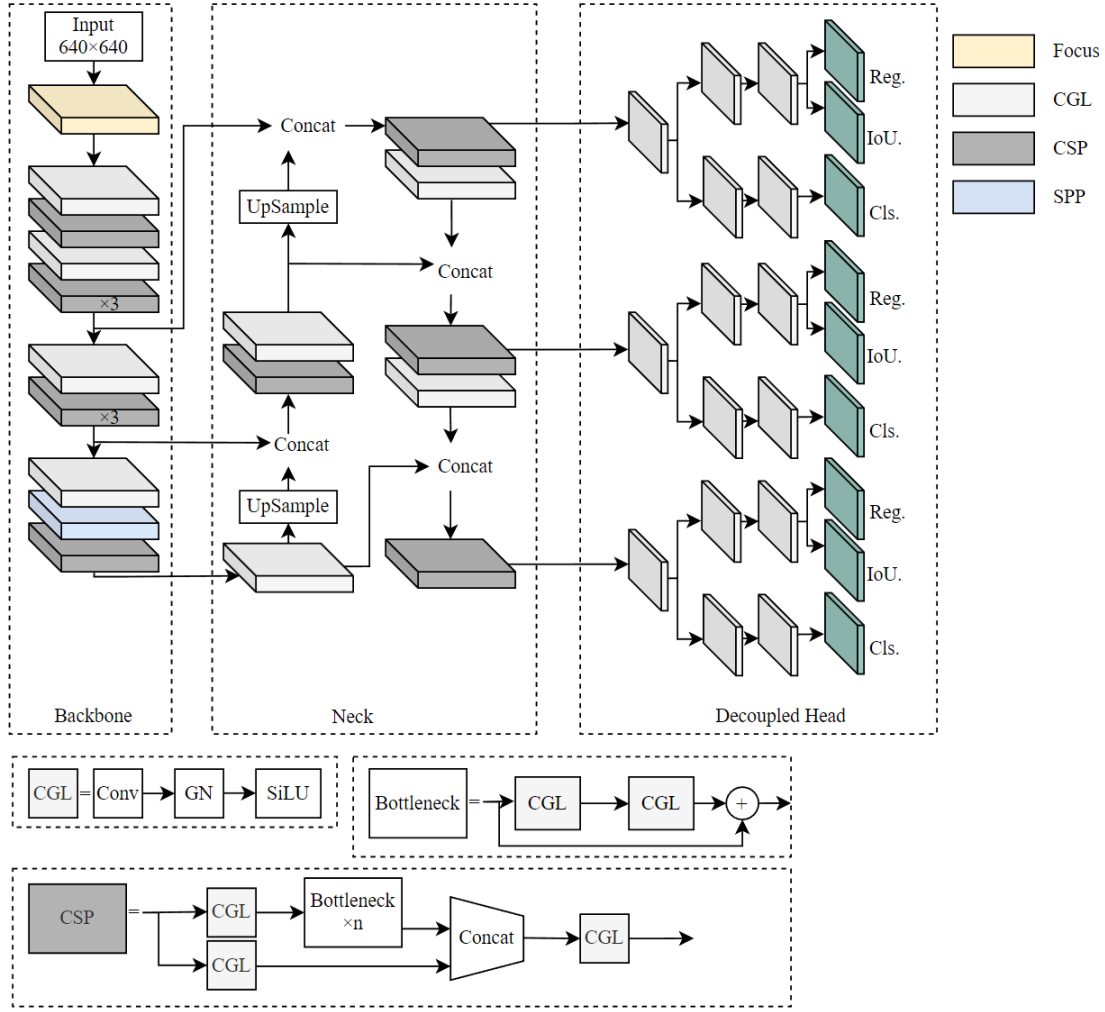 Input
640×640
×3
×3
Backbone
Concat
UpSample
Concat
Concat
UpSample
Concat
Neck
Reg.
IoU.
Cls.
Reg.
IoU.
Cls.
Reg.
IoU.
Cls.
Decoupled Head
Focus
CGL
CSP
SPP
CGL = Conv GN SiLU
Bottleneck = CGL CGL +
CSP = CGL Bottleneck
×n
CGL
Concat
CGL